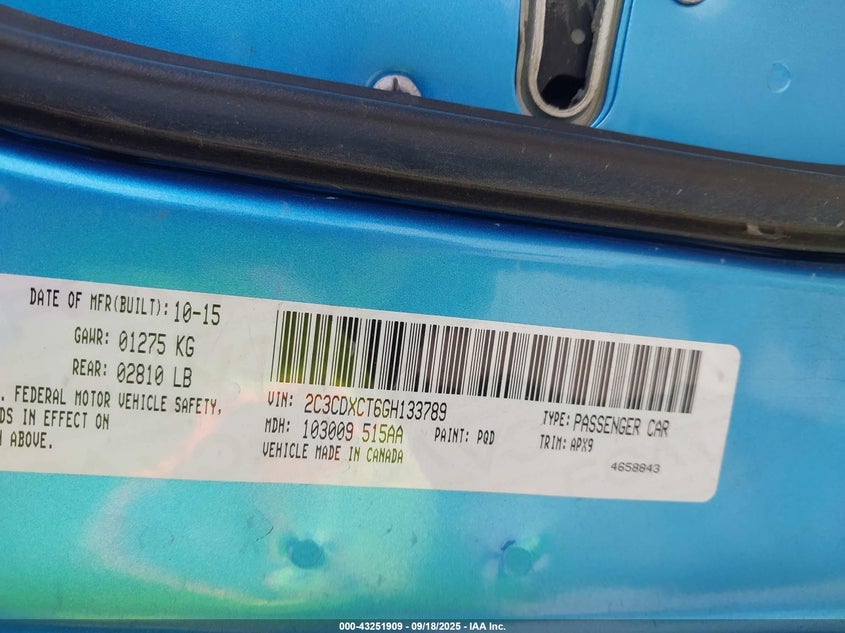 DATE OF MFR(BUILT): 10-15
GAWR: 01275 KG
REAR: 02810 LB
. FEDERAL MOTOR VEHICLE SAFETY,
DS IN EFFECT ON
ABOVE.
VIN: 2C3CDXCT6GH133789
MDH: 103009 515AA PAINT: PQD
VEHICLE MADE IN CANADA
TYPE: PASSENGER CAR
TRIM: APX9
4658843
000-43251909 - 09/18/2025 - IAA Inc.